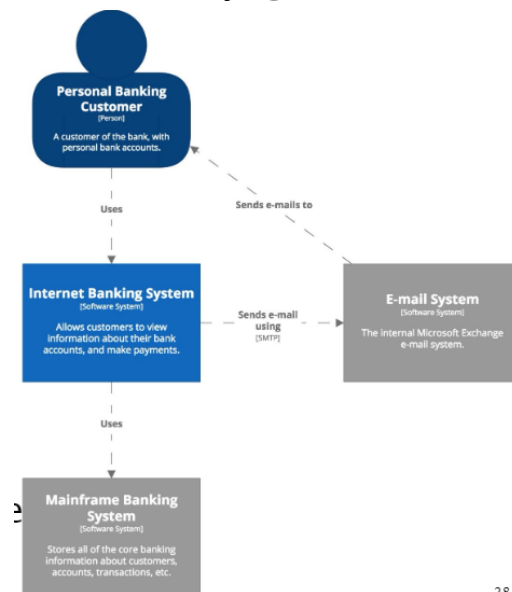 Personal Banking
Customer
[Person]
A customer of the bank, with
personal bank accounts.
Uses
Sends e-mails to
Internet Banking System
[Software System]
Allows customers to view
information about their bank
accounts, and make payments.
Sends e-mail
using
[SMTP]
E-mail System
[Software System]
The internal Microsoft Exchange
e-mail system.
Uses
Mainframe Banking
System
[Software System]
Stores all of the core banking
information about customers,
accounts, transactions, etc.
e
28